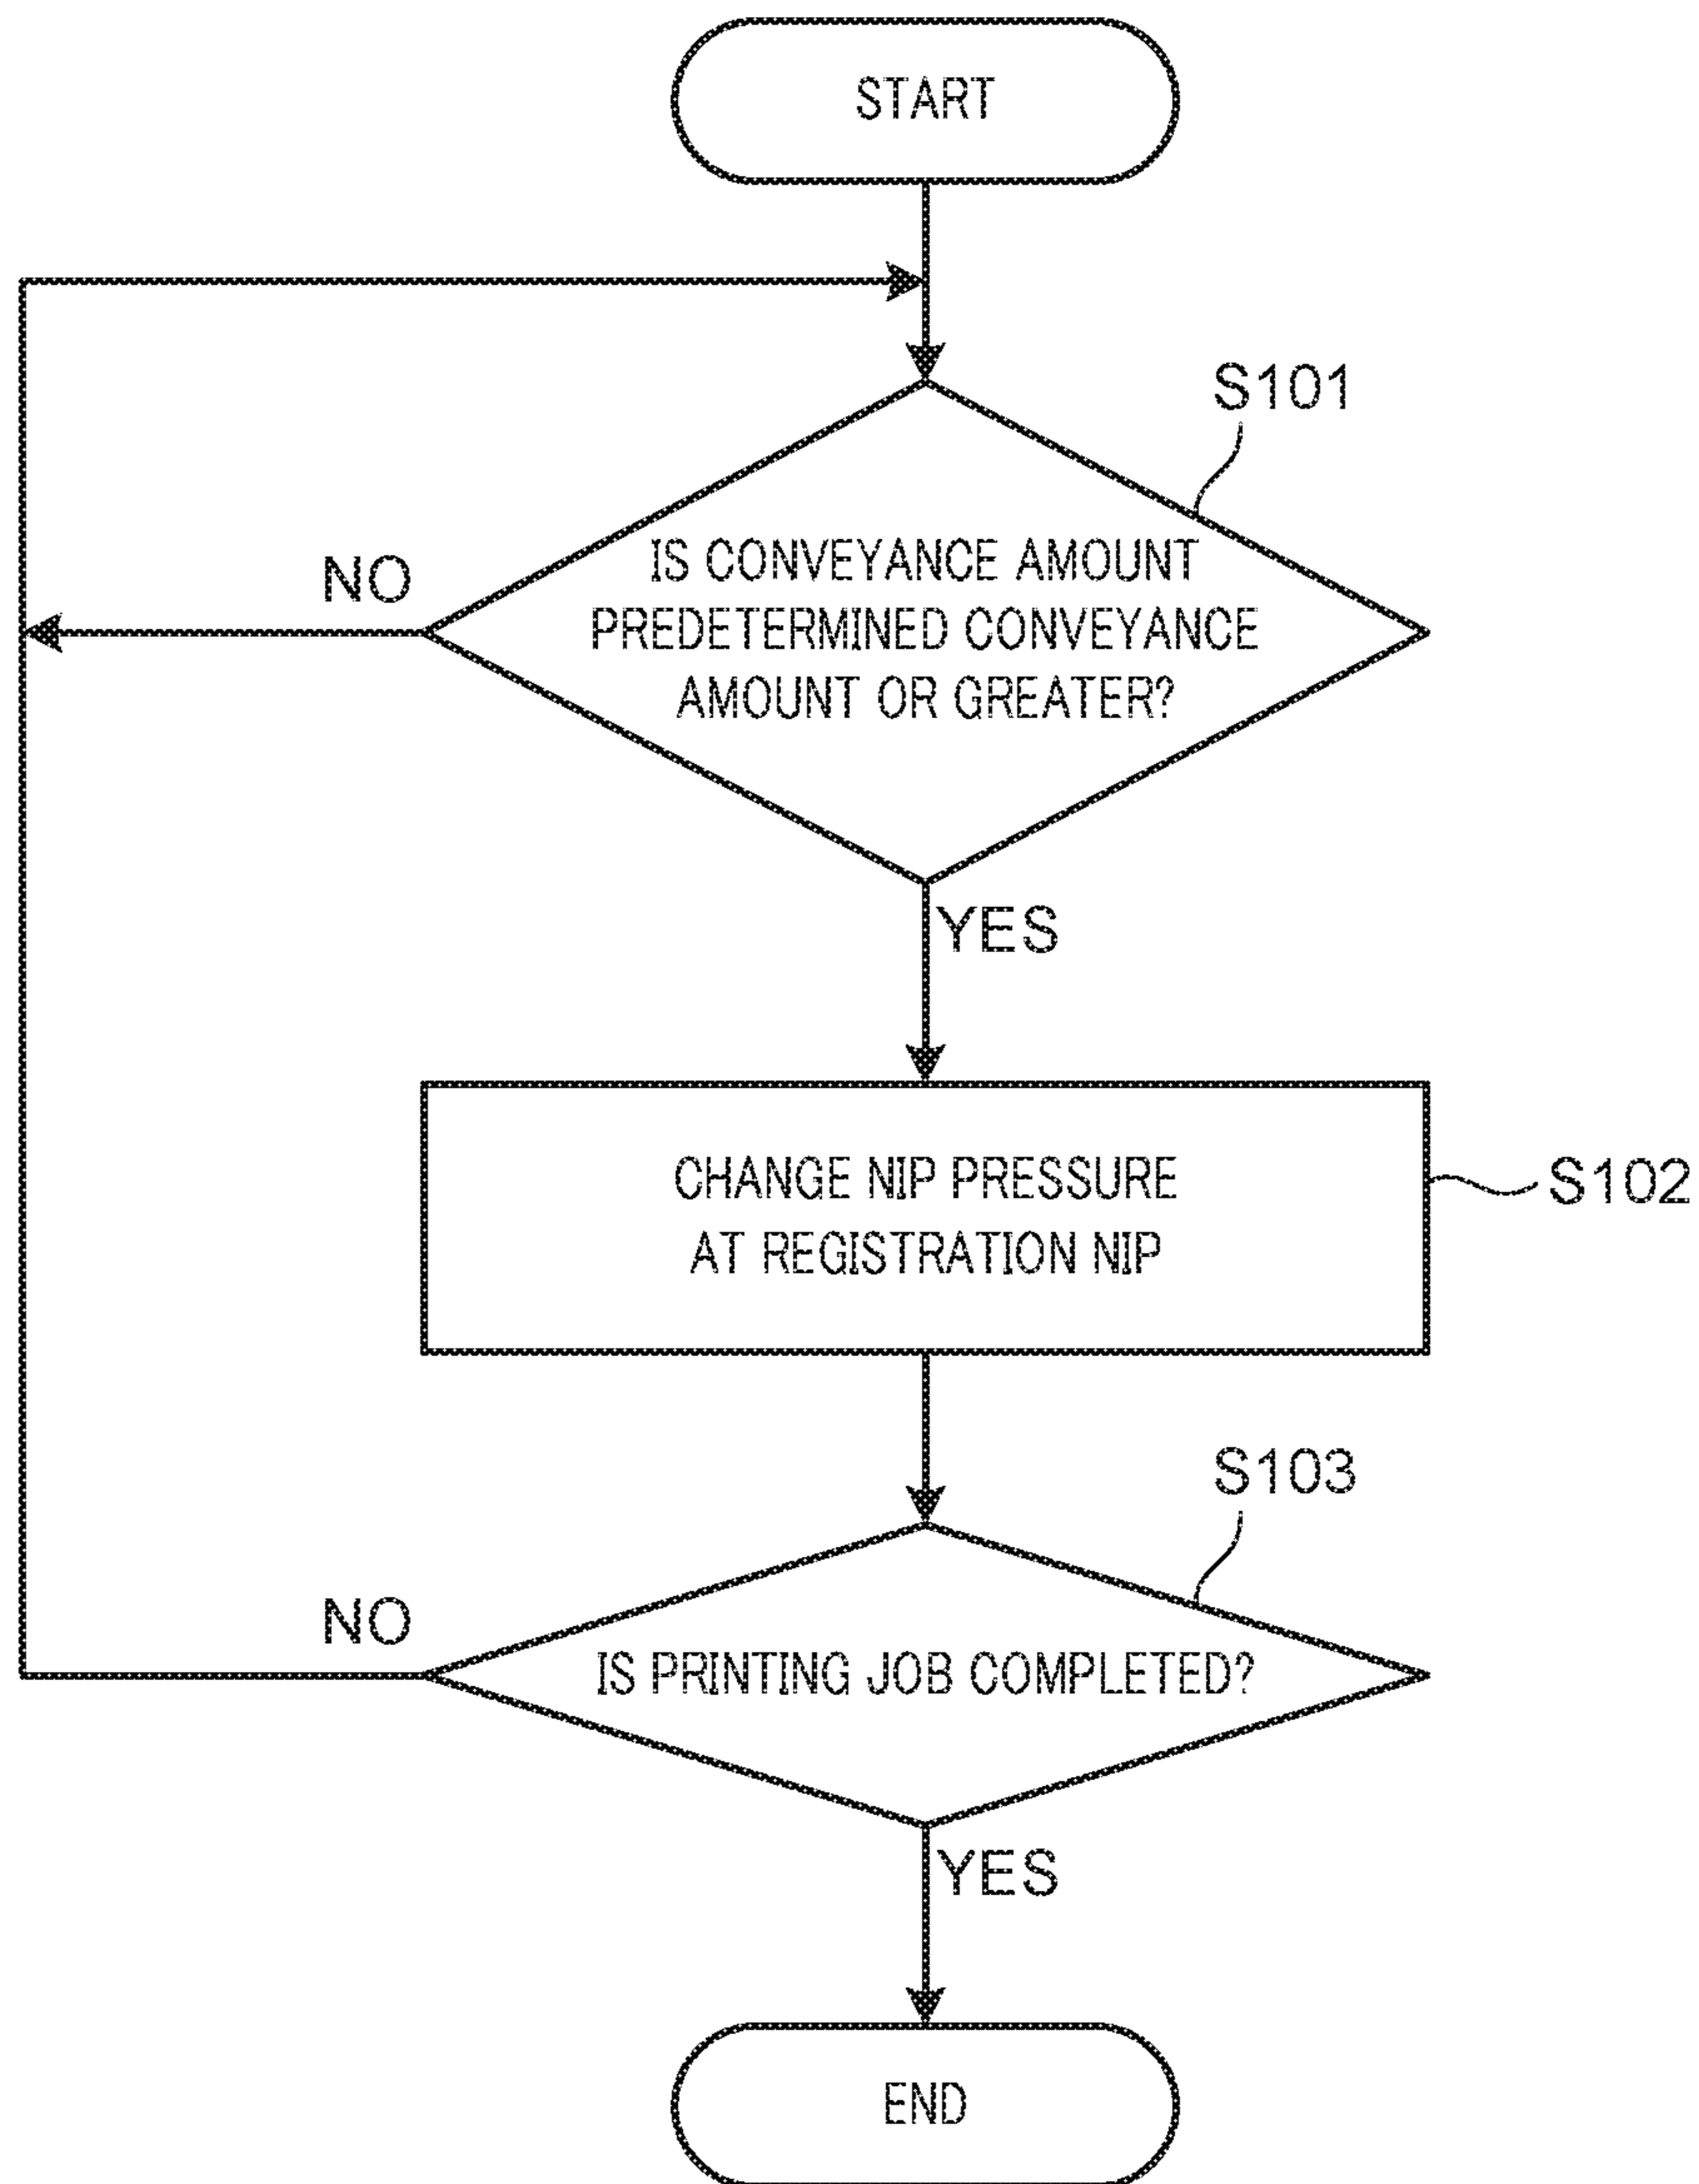 START
S101
IS CONVEYANCE AMOUNT
PREDETERMINED CONVEYANCE
AMOUNT OR GREATER?
NO
YES
CHANGE NIP PRESSURE
AT REGISTRATION NIP
S102
S103
IS PRINTING JOB COMPLETED?
NO
YES
END